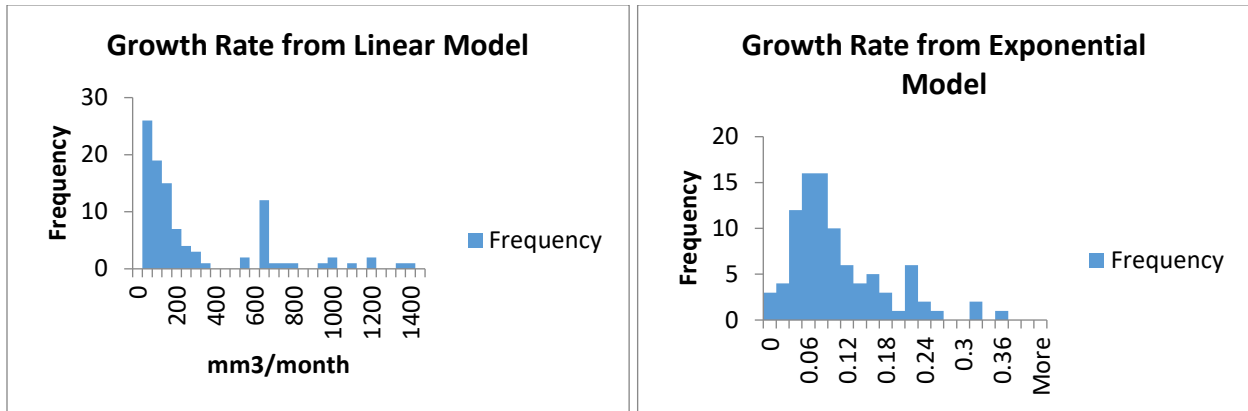 Growth Rate from Linear Model
30
20
10
0
Frequency
0
200
400
600
800
1000
1200
1400
mm3/month
Frequency
Growth Rate from Exponential
Model
20
15
10
5
0
Frequency
0
0.06
0.12
0.18
0.24
0.3
0.36
More
Frequency